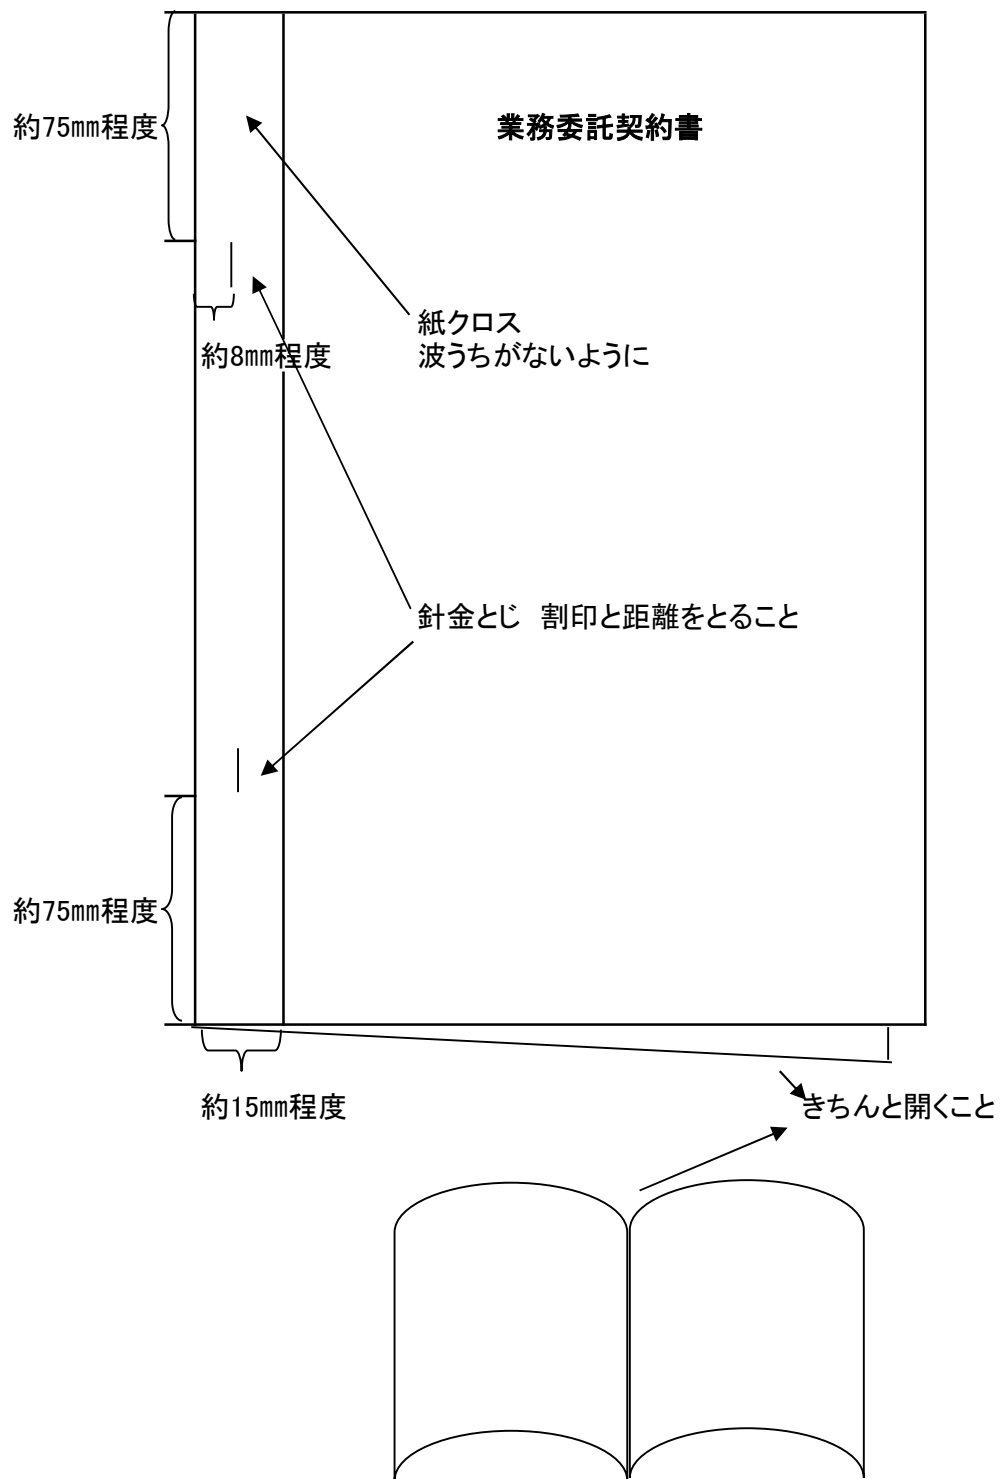 約75mm程度
業務委託契約書
紙クロス
波うちがないように
約8mm程度
針金とじ　割印と距離をとること
約75mm程度
約15mm程度
きちんと開くこと